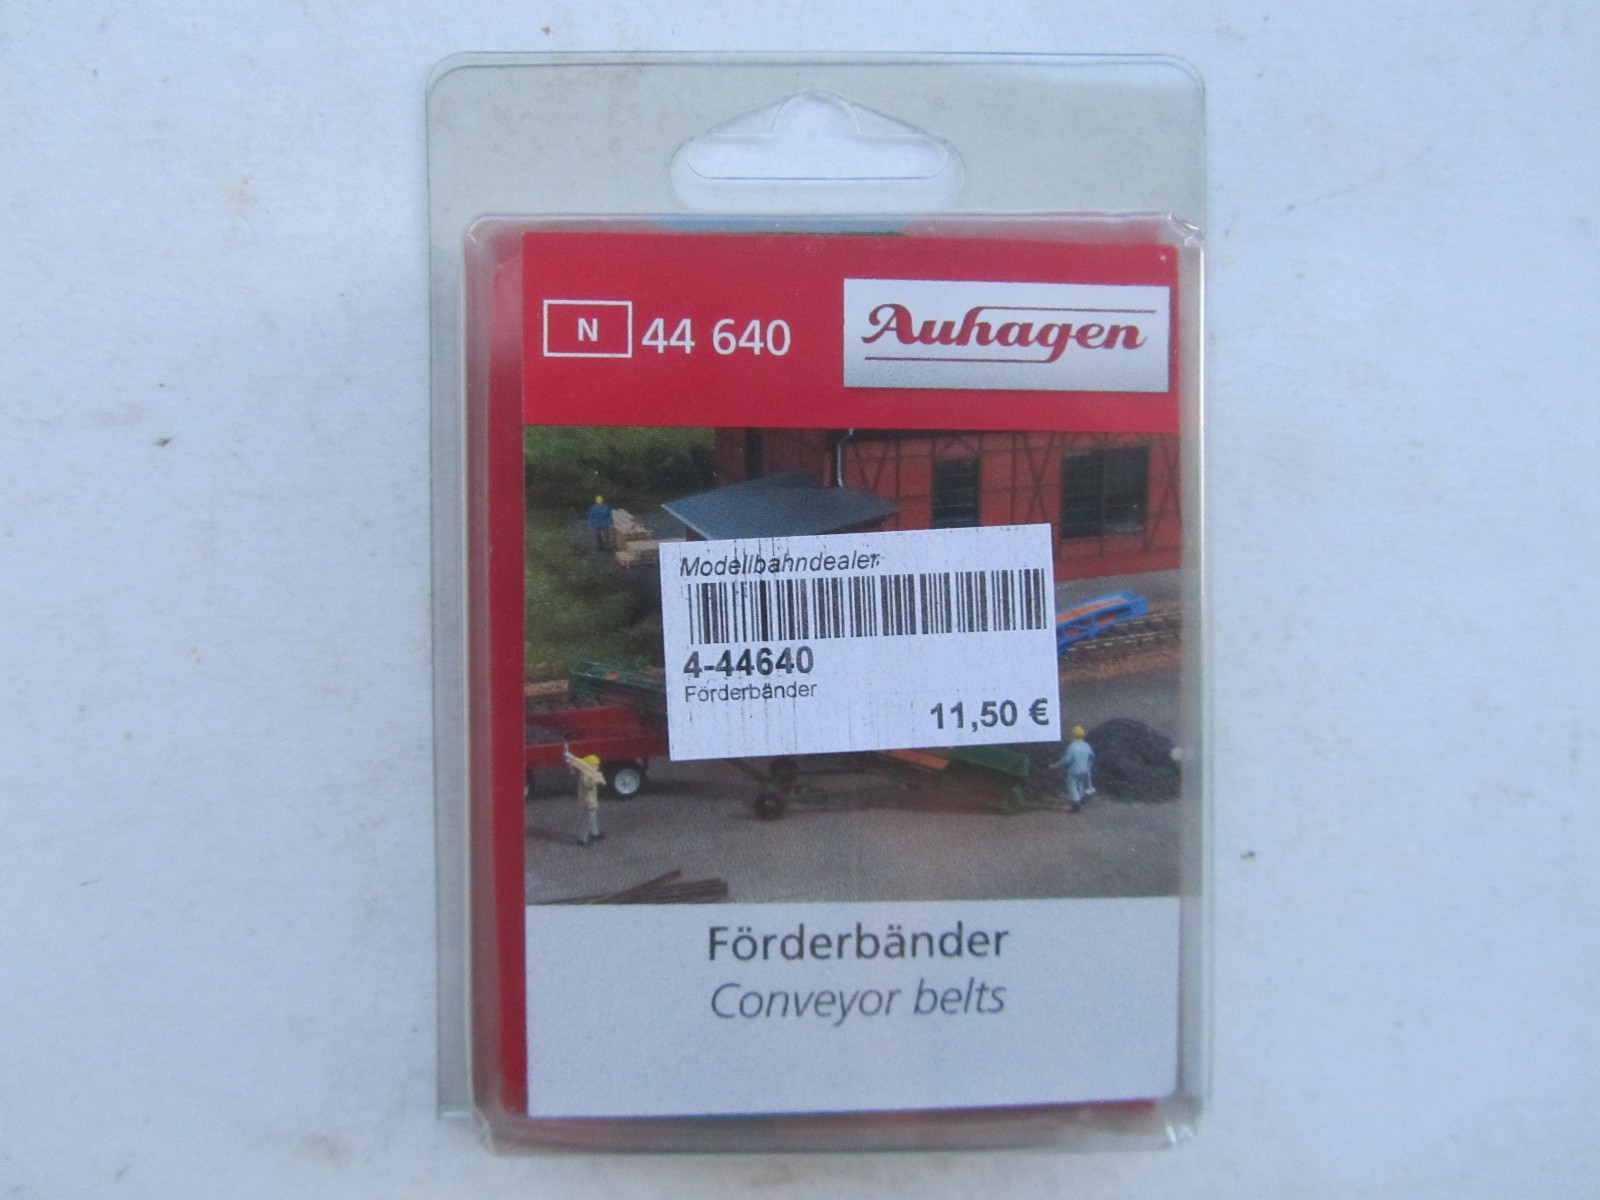 N 44 640
Auhagen
Modellbahndealer
4-44640
Förderbänder
11,50 €
Förderbänder
Conveyor belts